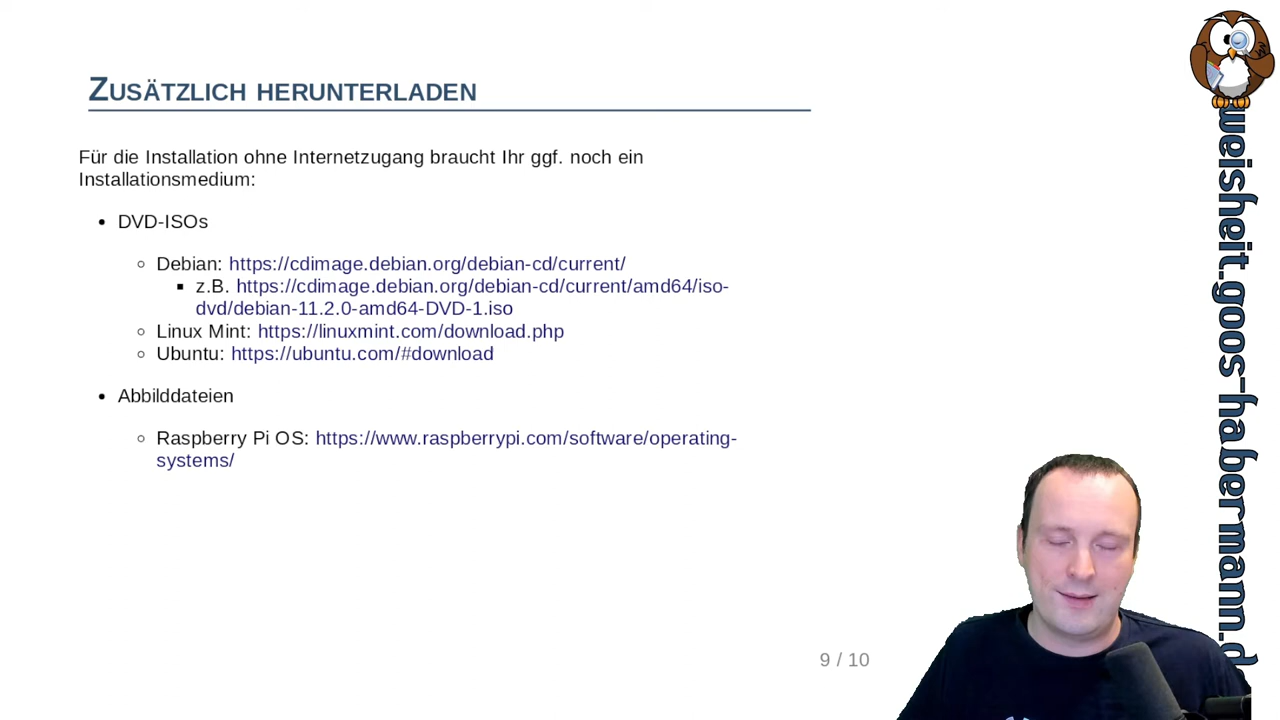 ZUSÄTZLICH HERUNTERLADEN
Für die Installation ohne Internetzugang braucht Ihr ggf. noch ein
Installationsmedium:
• DVD-ISOs
◦ Debian: https://cdimage.debian.org/debian-cd/current/
▪ z.B. https://cdimage.debian.org/debian-cd/current/amd64/iso-
dvd/debian-11.2.0-amd64-DVD-1.iso
◦ Linux Mint: https://linuxmint.com/download.php
◦ Ubuntu: https://ubuntu.com/#download
• Abbilddateien
◦ Raspberry Pi OS: https://www.raspberrypi.com/software/operating-
systems/
9 / 10
weisheit.goos-habermann.d